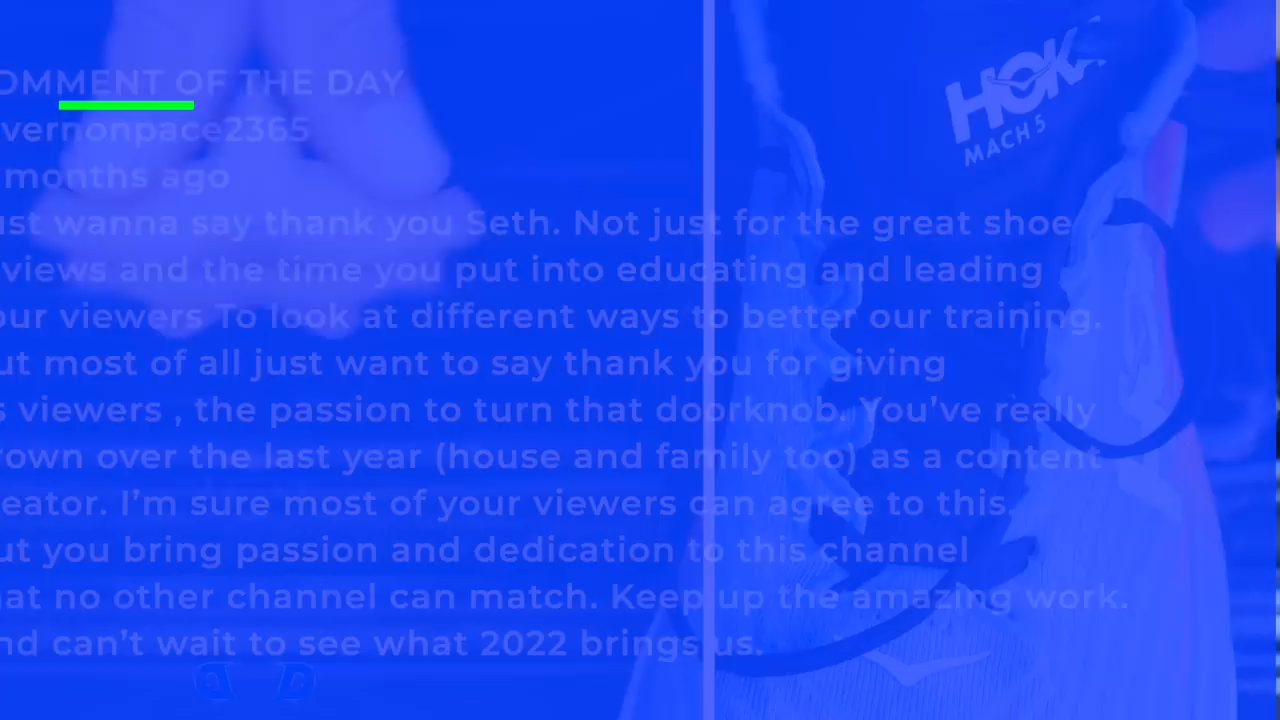 OMMENT OF THE DAY
vernonpace2365
months ago
ust wanna say thank you Seth. Not just for the great shoe
views and the time you put into educating and leading
our viewers To look at different ways to better our training.
ut most of all just want to say thank you for giving
s viewers , the passion to turn that doorknob. You've really
rown over the last year (house and family too) as a content
eator. I'm sure most of your viewers can agree to this.
ut you bring passion and dedication to this channel
hat no other channel can match. Keep up the amazing work.
nd can't wait to see what 2022 brings us.
HOKA
MACH 5